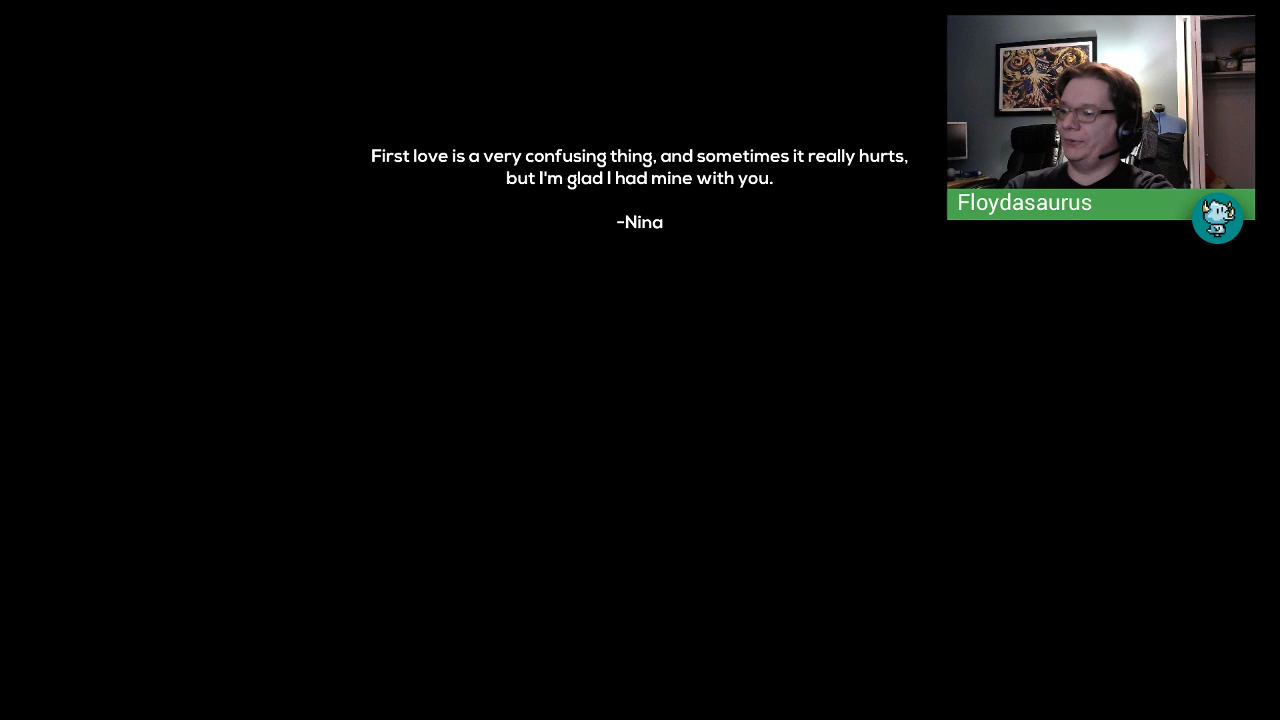 First love is a very confusing thing, and sometimes it really hurts,
but I'm glad I had mine with you.
-Nina
Floydasaurus